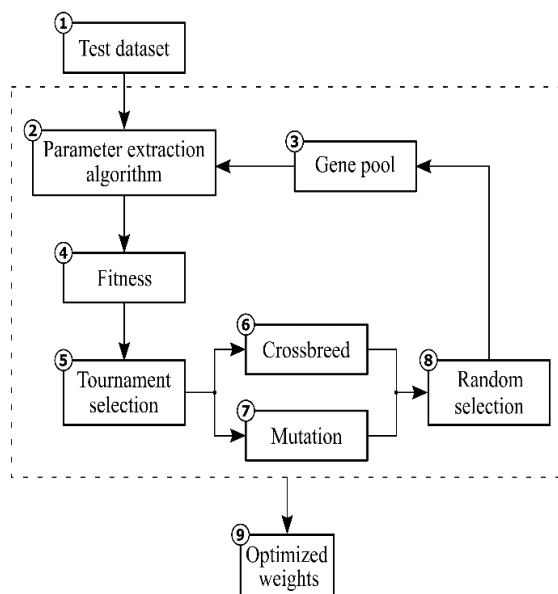 1
Test dataset
2
Parameter extraction
algorithm
3
Gene pool
4
Fitness
5
Tournament
selection
6
Crossbreed
7
Mutation
8
Random
selection
9
Optimized
weights